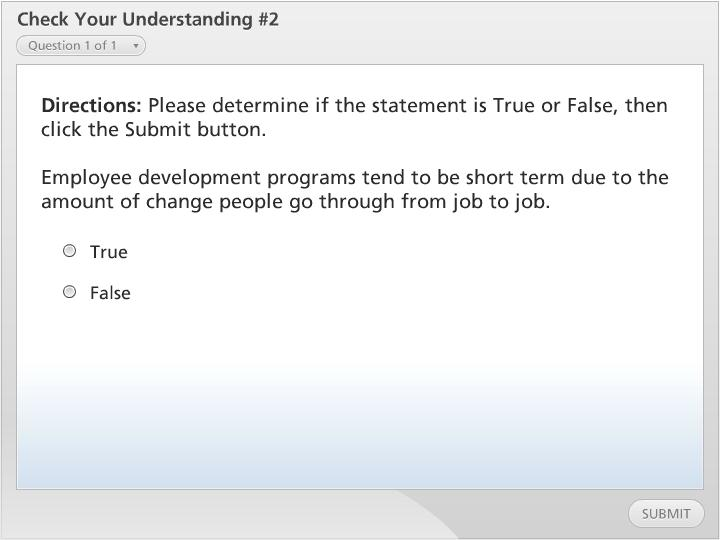 Check Your Understanding #2
Question 1 of 1
Directions: Please determine if the statement is True or False, then
click the Submit button.
Employee development programs tend to be short term due to the
amount of change people go through from job to job.
True
False
SUBMIT